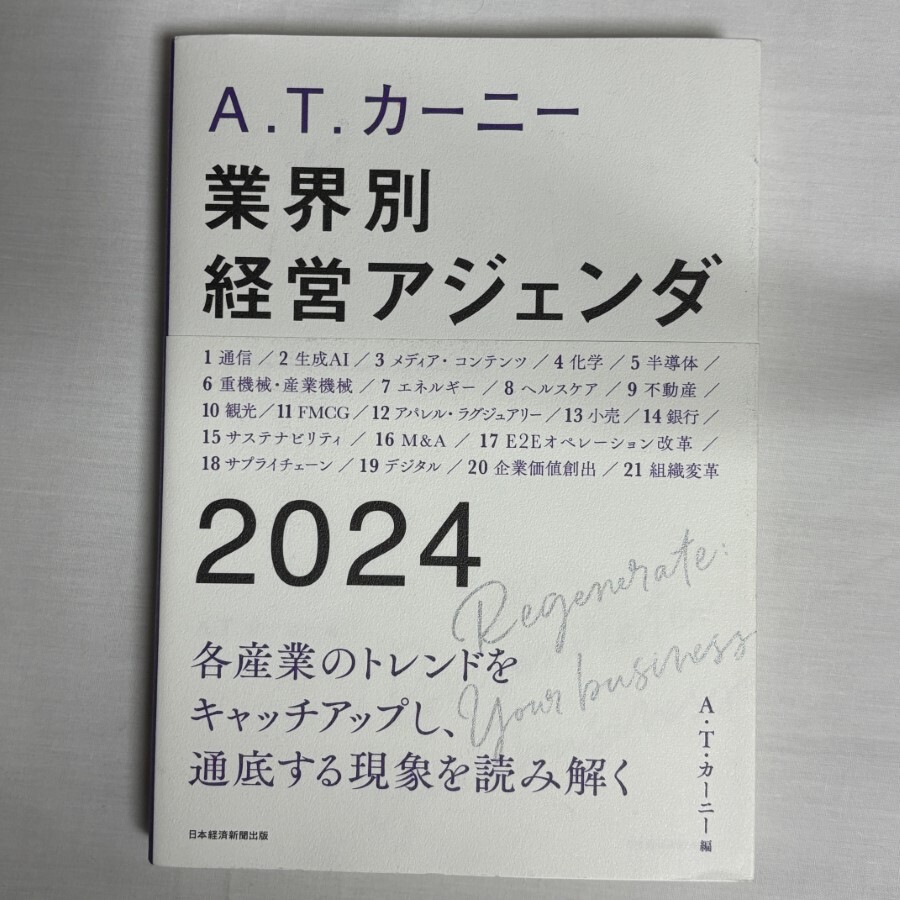 A.T.カーニー
業界別
経営アジェンダ
1 通信 / 2 生成AI / 3 メディア・コンテンツ / 4 化学 / 5 半導体 /
6 重機械・産業機械 / 7 エネルギー / 8 ヘルスケア / 9 不動産 /
10 観光 / 11 FMCG / 12 アパレル・ラグジュアリー / 13 小売 / 14 銀行 /
15 サステナビリティ / 16 M&A / 17 E2Eオペレーション改革 /
18 サプライチェーン / 19 デジタル / 20 企業価値創出 / 21 組織変革
2024
Regenerate:
Your business
各産業のトレンドを
キャッチアップし、
通底する現象を読み解く
A・T・カーニー 編
日本経済新聞出版